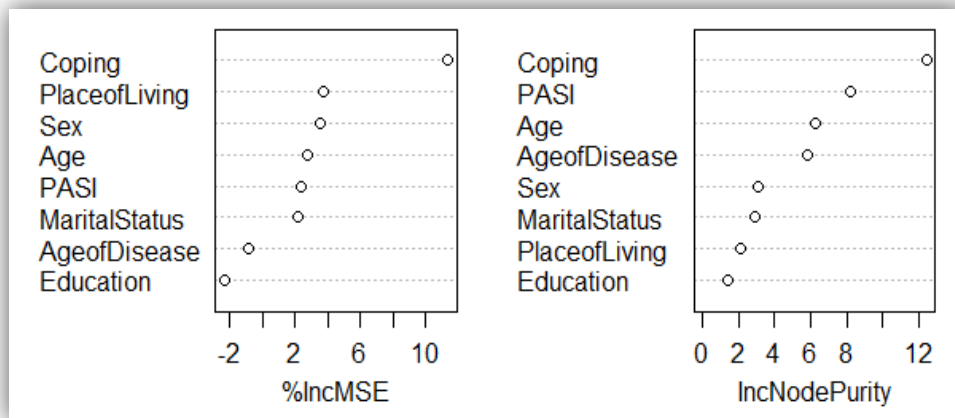 Coping
PlaceofLiving
Sex
Age
PASI
MaritalStatus
AgeofDisease
Education
-2 2 6 10
%IncMSE
Coping
PASI
Age
AgeofDisease
Sex
MaritalStatus
PlaceofLiving
Education
0 2 4 6 8 12
IncNodePurity